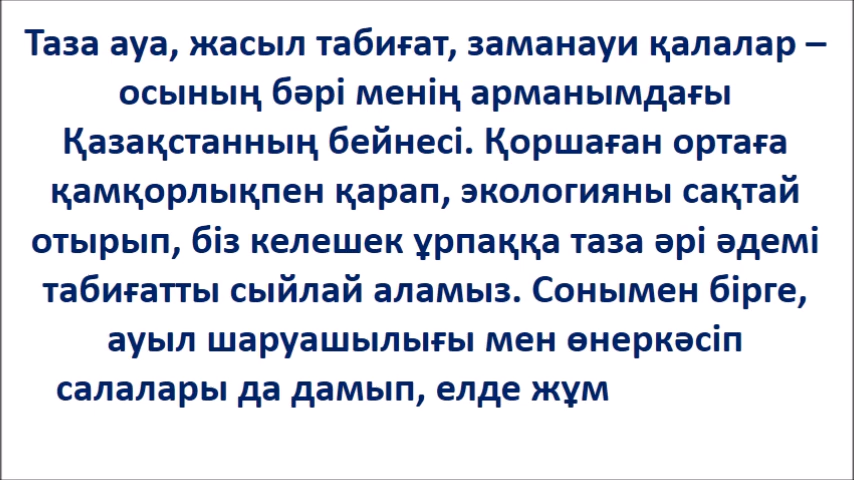 Таза ауа, жасыл табиғат, заманауи қалалар –
осының бәрі менің арманымдағы
Қазақстанның бейнесі. Қоршаған ортаға
қамқорлықпен қарап, экологияны сақтай
отырып, біз келешек ұрпаққа таза әрі әдемі
табиғатты сыйлай аламыз. Сонымен бірге,
ауыл шаруашылығы мен өнеркәсіп
салалары да дамып, елде жұм